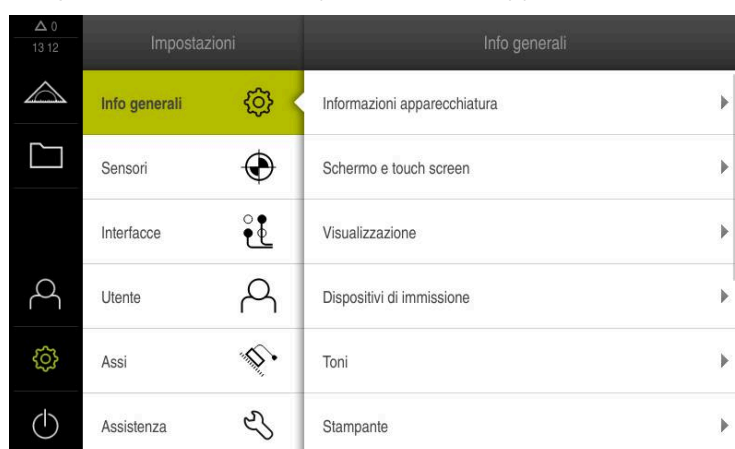 △ 0
13 12
Impostazioni
Info generali
Info generali
Sensori
Interfacce
Utente
Assi
Assistenza
Informazioni apparecchiatura
Schermo e touch screen
Visualizzazione
Dispositivi di immissione
Toni
Stampante